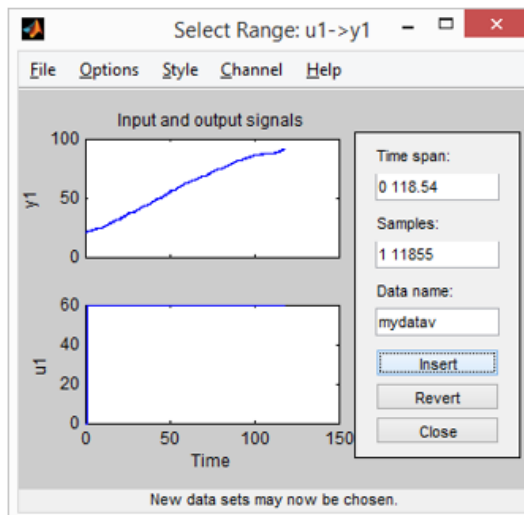 Select Range: u1->y1
File Options Style Channel Help
Input and output signals
100
50
0
y1
60
40
20
0
u1
0 50 100 150
Time
Time span:
0 118.54
Samples:
1 11855
Data name:
mydatav
Insert
Revert
Close
New data sets may now be chosen.